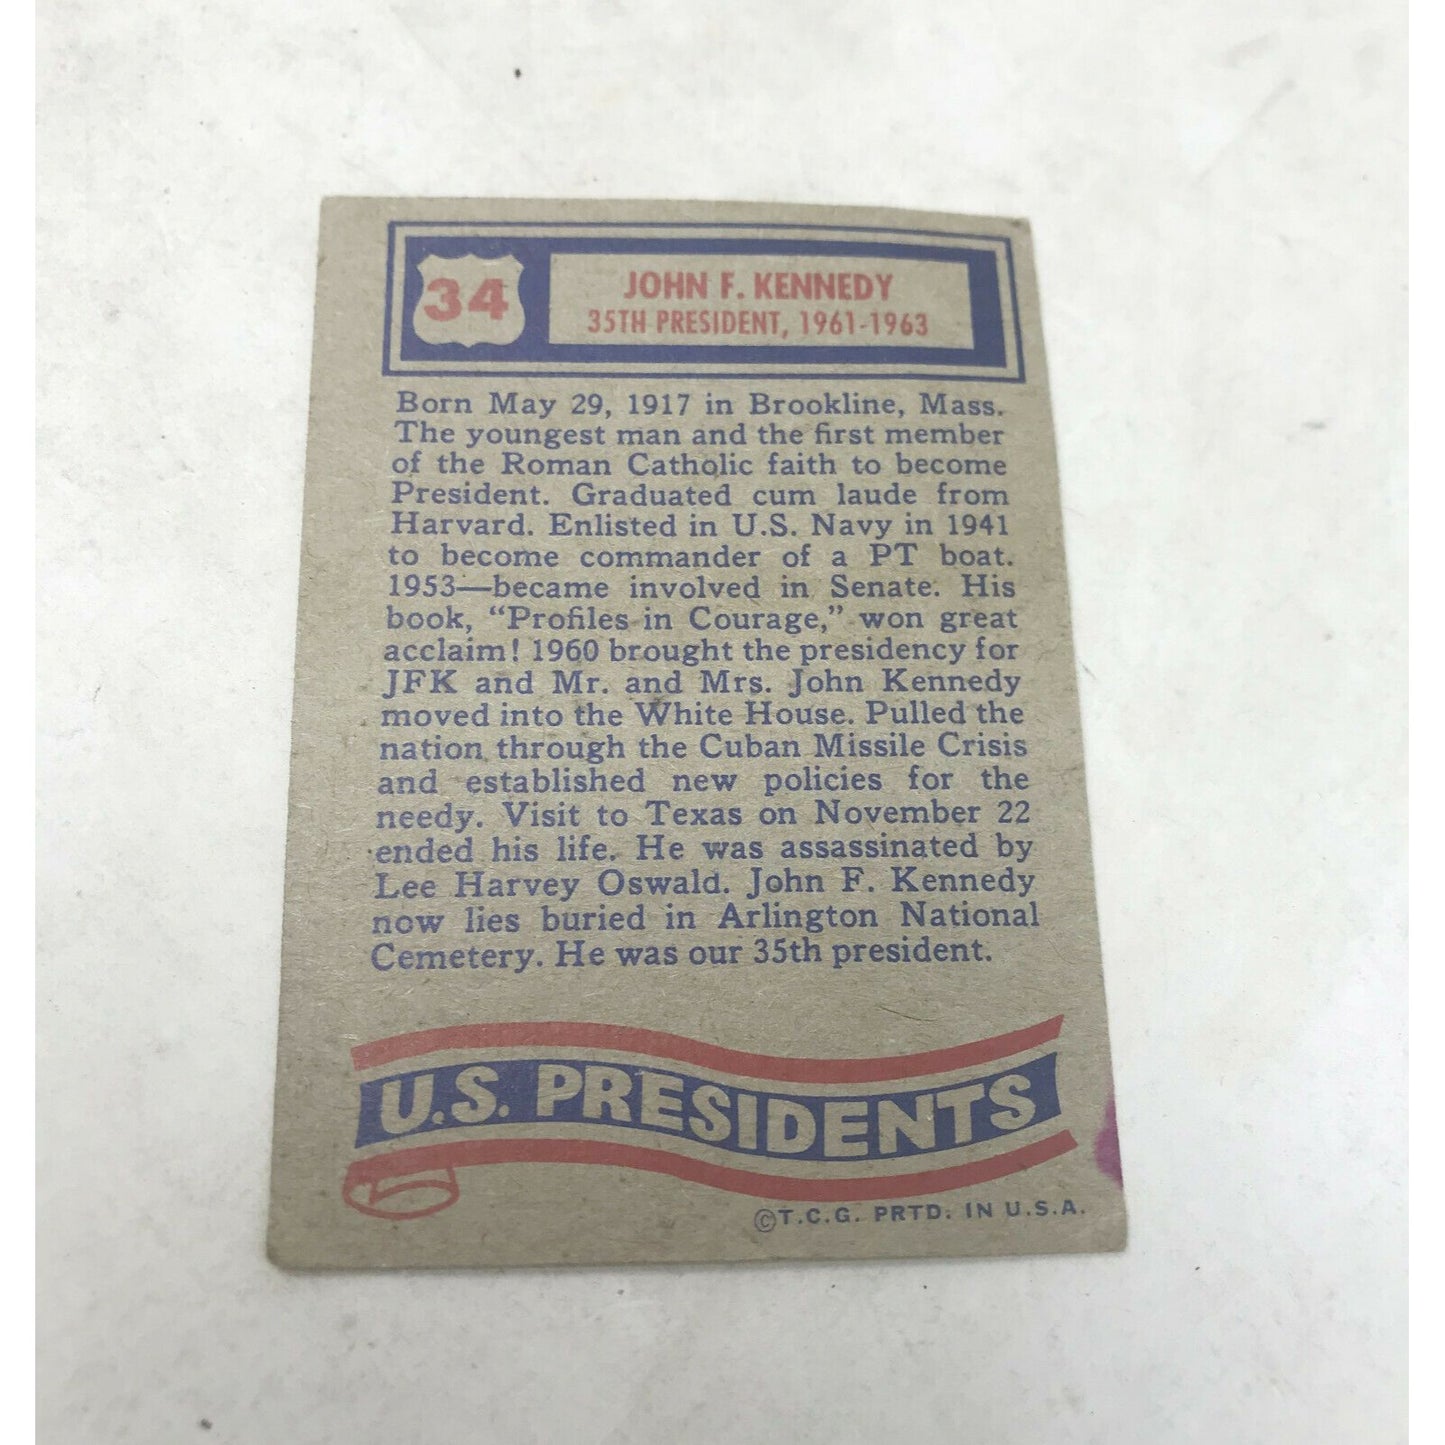 34
JOHN F. KENNEDY
35TH PRESIDENT, 1961-1963
Born May 29, 1917 in Brookline, Mass.
The youngest man and the first member
of the Roman Catholic faith to become
President. Graduated cum laude from
Harvard. Enlisted in U.S. Navy in 1941
to become commander of a PT boat.
1953—became involved in Senate. His
book, “Profiles in Courage,” won great
acclaim! 1960 brought the presidency for
JFK and Mr. and Mrs. John Kennedy
moved into the White House. Pulled the
nation through the Cuban Missile Crisis
and established new policies for the
needy. Visit to Texas on November 22
ended his life. He was assassinated by
Lee Harvey Oswald. John F. Kennedy
now lies buried in Arlington National
Cemetery. He was our 35th president.
U.S. PRESIDENTS
©T.C.G. PRTD. IN U.S.A.